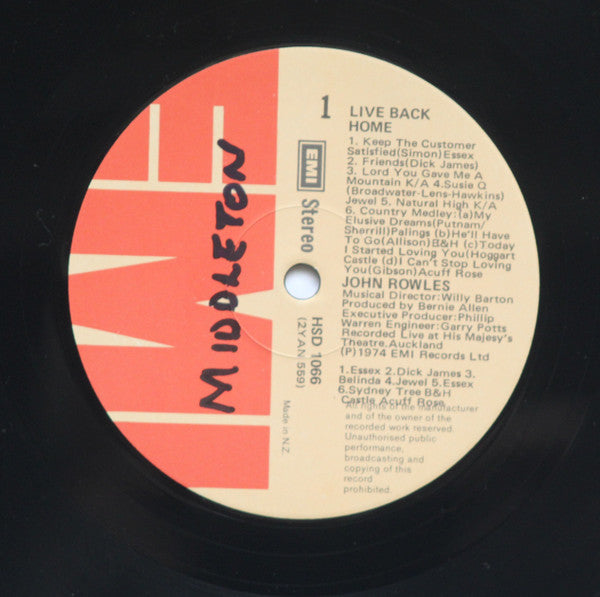 MIDDLETON
1
EMI
Stereo
HSD 1066
(2Y AN 559)
Made in N.Z.
LIVE BACK
HOME
1. Keep The Customer
Satisfied(Simon)Essex
2. Friends(Dick James)
3. Lord You Gave Me A
Mountain K/A 4.Susie Q
(Broadwater-Lens-Hawkins)
Jewel 5. Natural High K/A
6. Country Medley:(a)My
Elusive Dreams(Putnam/
Sherrill)Palings (b)He'll Have
To Go(Allison)B&H (c)Today
I Started Loving You(Hoggart
Castle (d)I Can't Stop Loving
You(Gibson)Acuff Rose
JOHN ROWLES
Musical Director:Willy Barton
Produced by Bernie Allen
Executive Producer:Phillip
Warren Engineer:Garry Potts
Recorded Live at His Majesy's
Theatre.Auckland
(P)1974 EMI Records Ltd
1.Essex 2.Dick James 3.
Belinda 4.Jewel 5.Essex
6.Sydney Tree B&H
Castle Acuff Rose
All rights of the manufacturer
and of the owner of the
recorded work reserved.
Unauthorised public
performance,
broadcasting and
copying of this
record
prohibited.